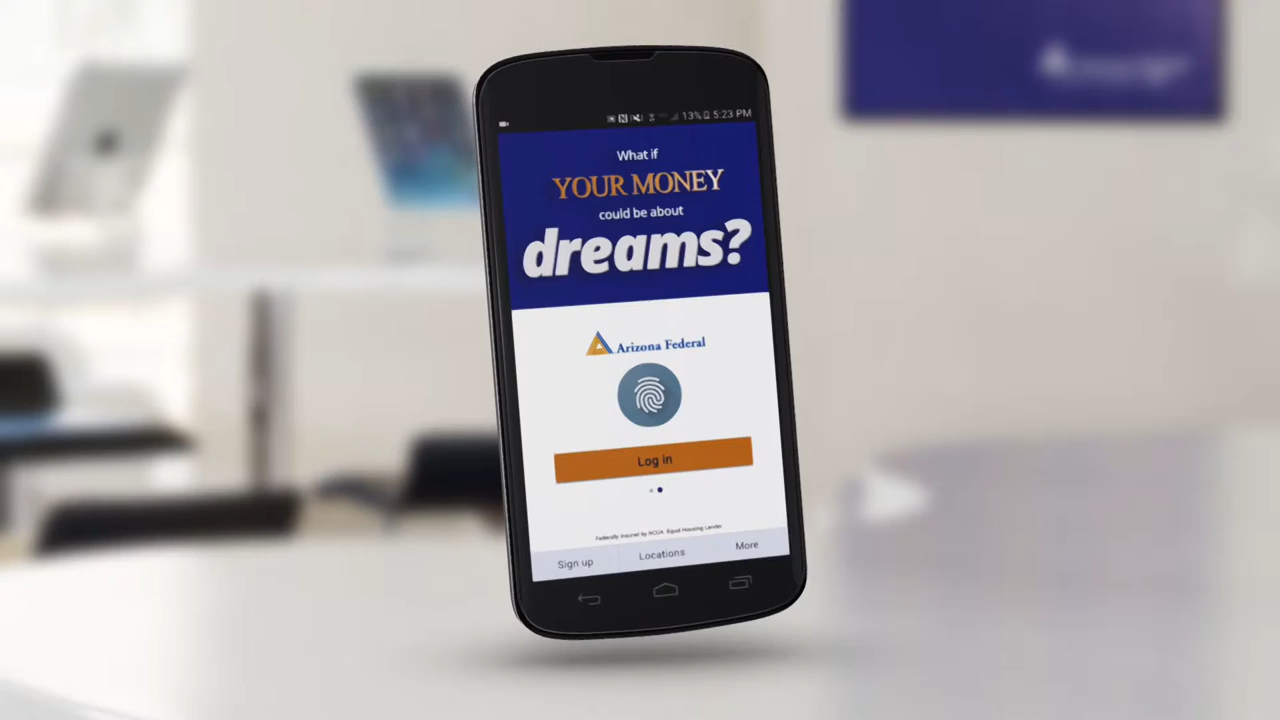 13% 5:23 PM
What if
YOUR MONEY
could be about
dreams?
Arizona Federal
Log in
Federally Insured by NCUA Equal Housing Lender
Sign up Locations More